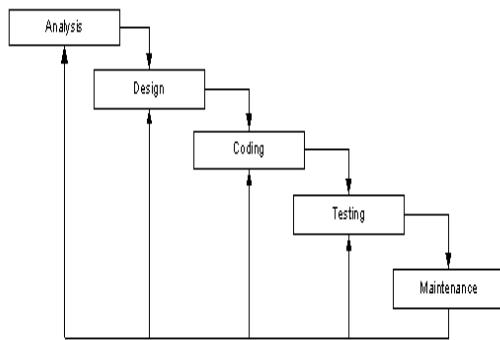 Analysis
Design
Coding
Testing
Maintenance